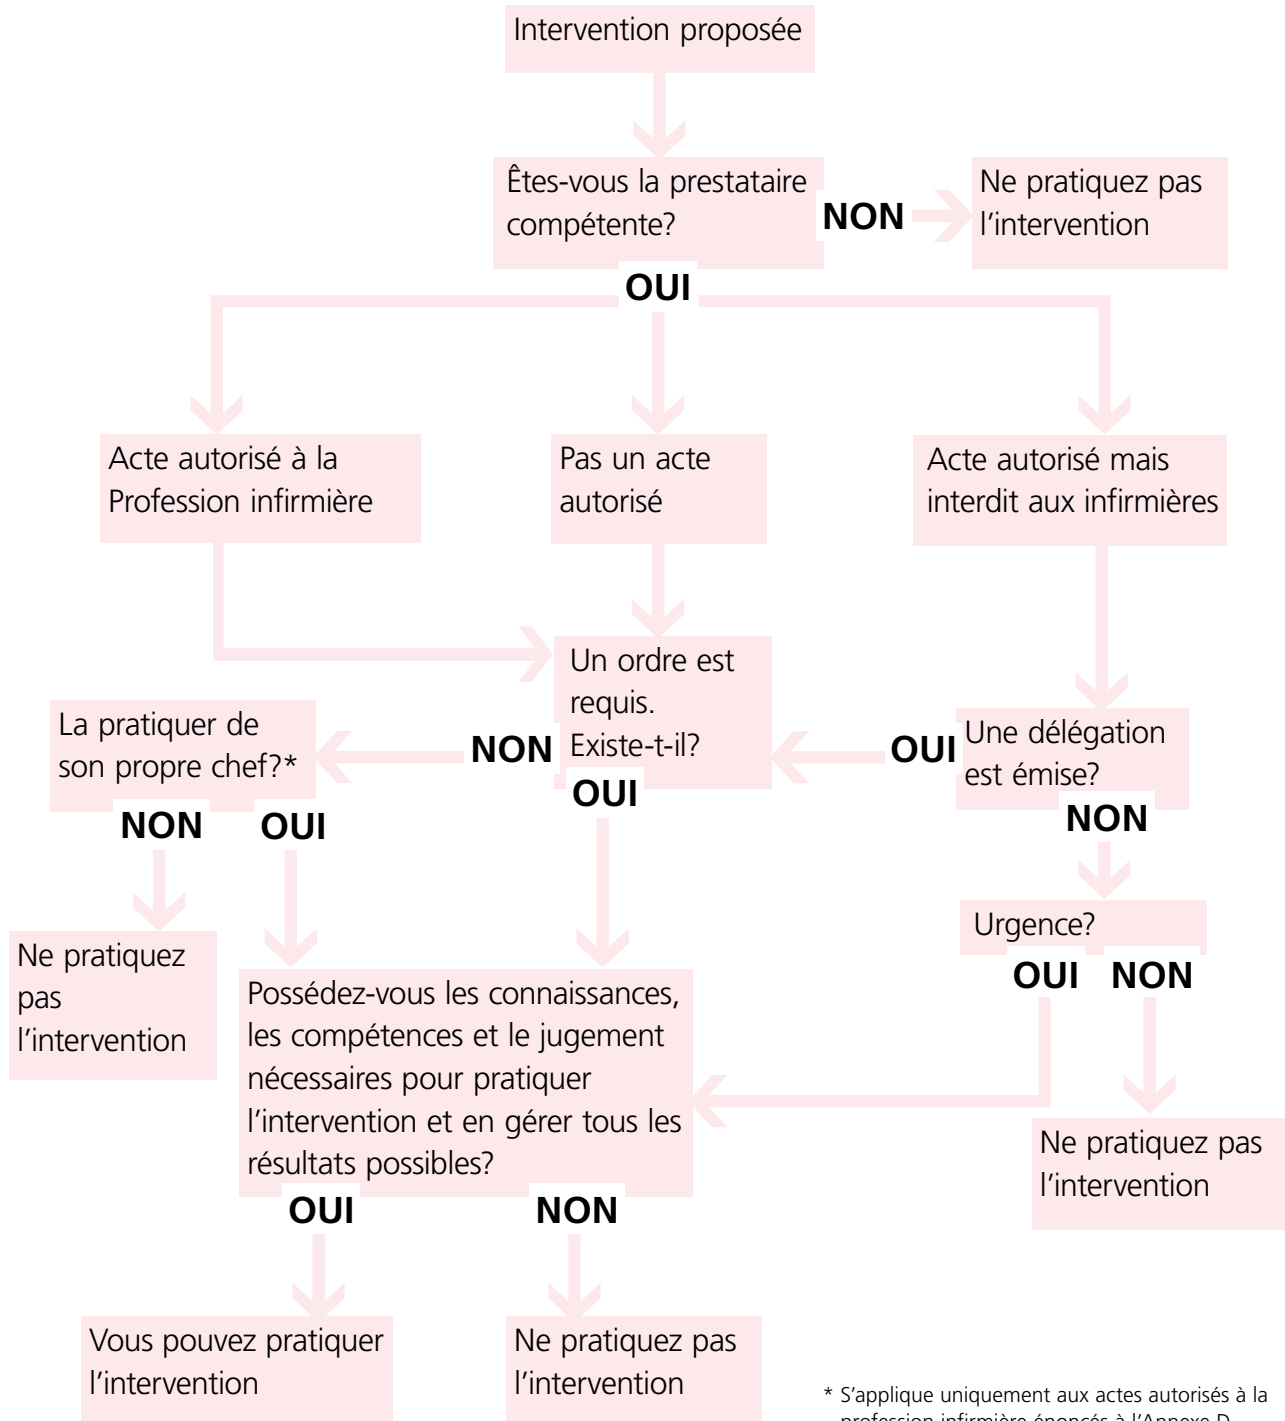 Intervention proposée
Êtes-vous la prestataire
compétente?
NON
Ne pratiquez pas
l'intervention
OUI
Acte autorisé à la
Profession infirmière
Pas un acte
autorisé
Acte autorisé mais
interdit aux infirmières
Un ordre est
requis.
Existe-t-il?
La pratiquer de
son propre chef?*
NON
OUI
Une délégation
est émise?
OUI
NON
OUI
NON
Urgence?
Ne pratiquez
pas
l'intervention
OUI
NON
Possédez-vous les connaissances,
les compétences et le jugement
nécessaires pour pratiquer
l'intervention et en gérer tous les
résultats possibles?
Ne pratiquez pas
l'intervention
OUI
NON
Vous pouvez pratiquer
l'intervention
Ne pratiquez pas
l'intervention
* S'applique uniquement aux actes autorisés à la
profession infirmière énoncés à l'Annexe D